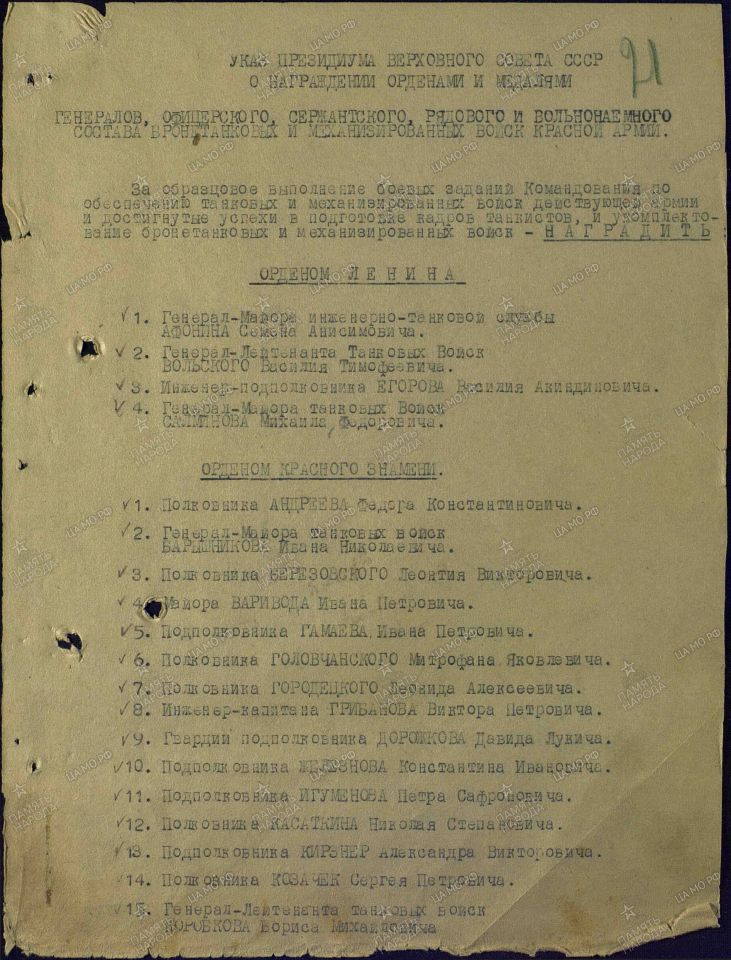 21
УКАЗ ПРЕЗИДИУМА ВЕРХОВНОГО СОВЕТА СССР
О НАГРАЖДЕНИИ ОРДЕНАМИ И МЕДАЛЯМИ
ГЕНЕРАЛОВ, ОФИЦЕРСКОГО, СЕРЖАНТСКОГО, РЯДОВОГО И ВОЛЬНОНАЕМНОГО
СОСТАВА БРОНЕТАНКОВЫХ И МЕХАНИЗИРОВАННЫХ ВОЙСК КРАСНОЙ АРМИИ.
За образцовое выполнение боевых заданий Командования по
обеспечению танковых и механизированных войск действующей армии
и достигнутые успехи в подготовке кадров танкистов, и укомплекто-
вание бронетанковых и механизированных войск - Н А Г Р А Д И Т Ь :
ОРДЕНОМ Л Е Н И Н А
1. Генерал-Майора инженерно-танковой службы
АФОНИНА Семена Анисимовича.
2. Генерал-Лейтенанта Танковых Войск
ВОЛЬСКОГО Василия Тимофеевича.
3. Инженер-подполковника ЕГОРОВА Василия Акиндиновича.
4. Генерал-Майора танковых Войск
САЛМИНОВА Михаила Федоровича.
ОРДЕНОМ КРАСНОГО ЗНАМЕНИ.
1. Полковника АНДРЕЕВА Федора Константиновича.
2. Генерал-Майора танковых войск
БАРЫШНИКОВА Ивана Николаевича.
3. Полковника БЕРЕЗОВСКОГО Леонтия Викторовича.
4. Майора ВАРИВОДА Ивана Петровича.
5. Подполковника ГАМАЕВА Ивана Петровича.
6. Полковника ГОЛОВЧАНСКОГО Митрофана Яковлевича.
7. Полковника ГОРОДЕЦКОГО Леонида Алексеевича.
8. Инженер-капитана ГРИБАНОВА Виктора Петровича.
9. Гвардии подполковника ДОРОЖКОВА Давида Лукича.
10. Подполковника ЖЕЛЕЗНОВА Константина Ивановича.
11. Подполковника ИГУМЕНОВА Петра Сафроновича.
12. Полковника КАСАТКИНА Николая Степановича.
13. Подполковника КИРЗНЕР Александра Викторовича.
14. Полковника КОЗАЧЕК Сергея Петровича.
15. Генерал-Лейтенанта танковых войск
КОРОБКОВА Бориса Михайловича